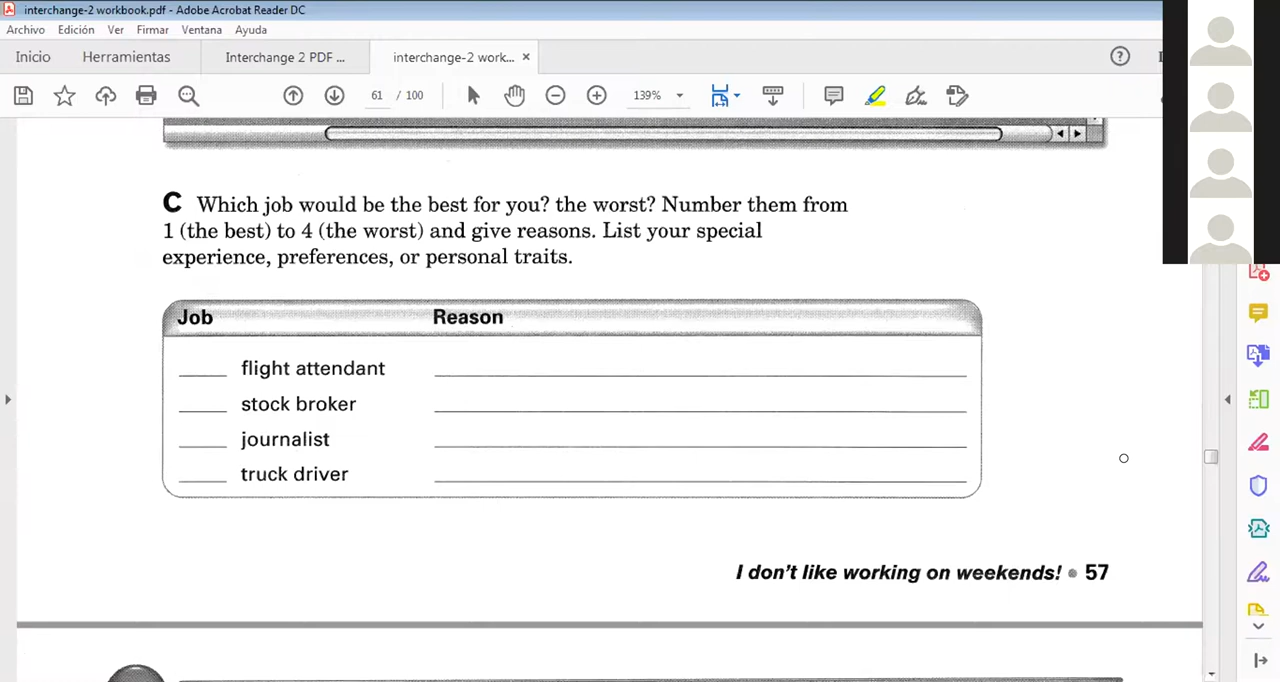 interchange-2 workbook.pdf - Adobe Acrobat Reader DC
Archivo Edición Ver Firmar Ventana Ayuda
Inicio Herramientas Interchange 2 PDF ... interchange-2 work... ×
61 / 100 139%
C Which job would be the best for you? the worst? Number them from
1 (the best) to 4 (the worst) and give reasons. List your special
experience, preferences, or personal traits.
Job Reason
flight attendant
stock broker
journalist
truck driver
I don't like working on weekends! • 57